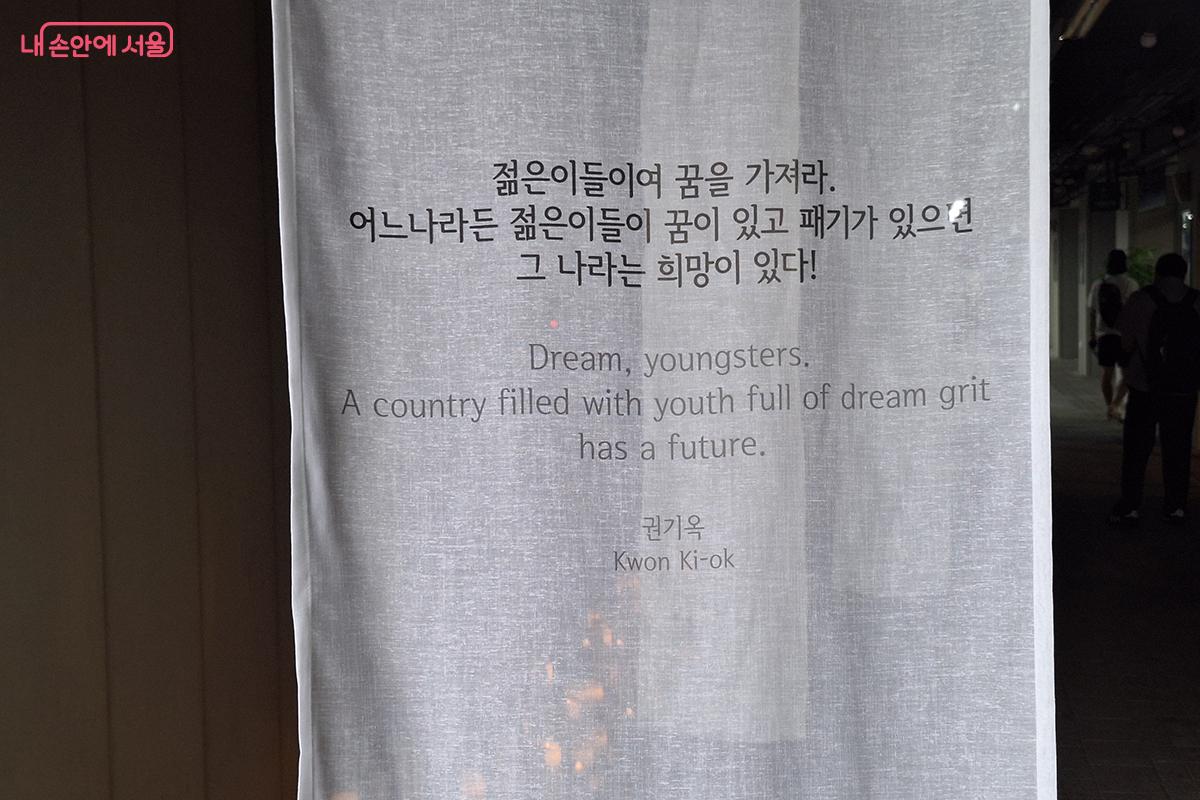 내 손안에 서울
젊은이들이여 꿈을 가져라.
어느나라든 젊은이들이 꿈이 있고 패기가 있으면
그 나라는 희망이 있다!
Dream, youngsters.
A country filled with youth full of dream grit
has a future.
권기옥
Kwon Ki-ok